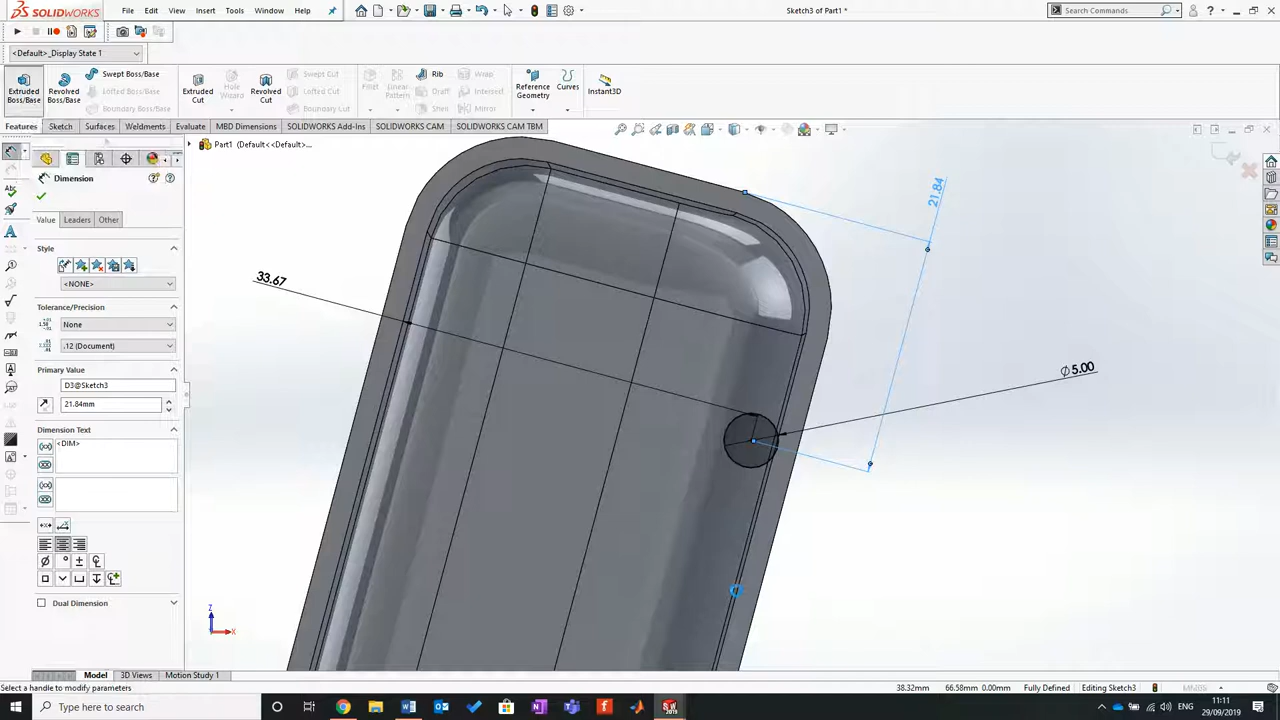 SOLIDWORKS File Edit View Insert Tools Window Sketch3 of Part1 * Search Commands
<Default>_Display State 1
Extruded Boss/Base Revolved Boss/Base Swept Boss/Base Lofted Boss/Base Boundary Boss/Base Extruded Cut Hole Wizard Revolved Cut Swept Cut Lofted Cut Boundary Cut Fillet Linear Pattern Rib Draft Shell Wrap Intersect Mirror Reference Geometry Curves Instant3D
Features Sketch Surfaces Weldments Evaluate MBD Dimensions SOLIDWORKS Add-Ins SOLIDWORKS CAM SOLIDWORKS CAM TBM
Part1 (Default<<Default>...
Dimension
Value Leaders Other
Style
<NONE>
Tolerance/Precision
None
.12 (Document)
Primary Value
D3@Sketch3
21.84mm
Dimension Text
<DIM>
Dual Dimension
33.67
21.84
Ø5.00
Z
X
Model 3D Views Motion Study 1
Select a handle to modify parameters 38.32mm 66.58mm 0.00mm Fully Defined Editing Sketch3 MMGS
Type here to search
ENG
11:11
29/09/2019